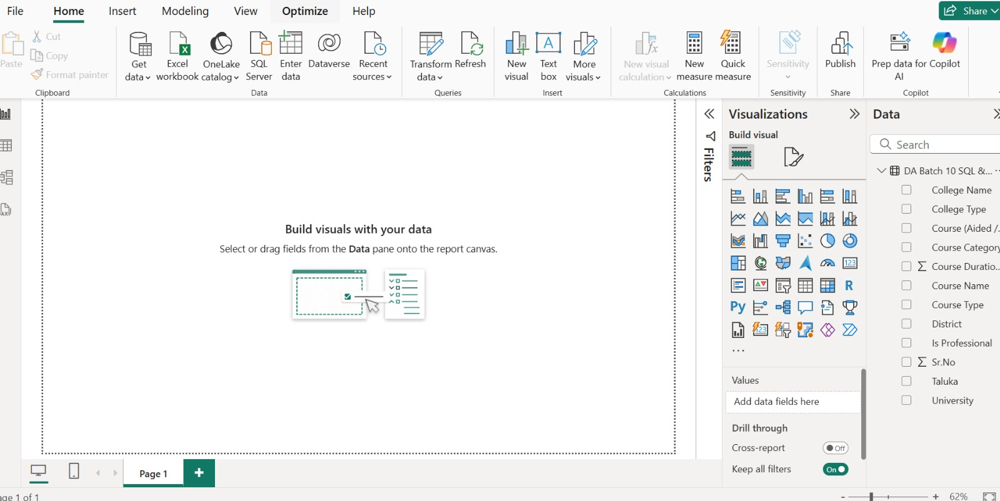 File
Home
Insert
Modeling
View
Optimize
Help
Share
Paste
Cut
Copy
Format painter
Clipboard
Get data
Excel workbook
OneLake catalog
SQL Server
Enter data
Dataverse
Recent sources
Data
Transform data
Refresh
Queries
New visual
A
Text box
More visuals
Insert
fx
New visual calculation
New measure
Quick measure
Calculations
Sensitivity
Sensitivity
Publish
Share
Prep data for AI
Copilot
Copilot
Build visuals with your data
Select or drag fields from the Data pane onto the report canvas.
Filters
Visualizations
Build visual
123
R
Py
123
...
Values
Add data fields here
Drill through
Cross-report
Off
Keep all filters
On
Data
Search
DA Batch 10 SQL &...
College Name
College Type
Course (Aided /..
Course Category
Σ Course Duratio..
Course Name
Course Type
District
Is Professional
Σ Sr.No
Taluka
University
Page 1
+
age 1 of 1
- + 62%